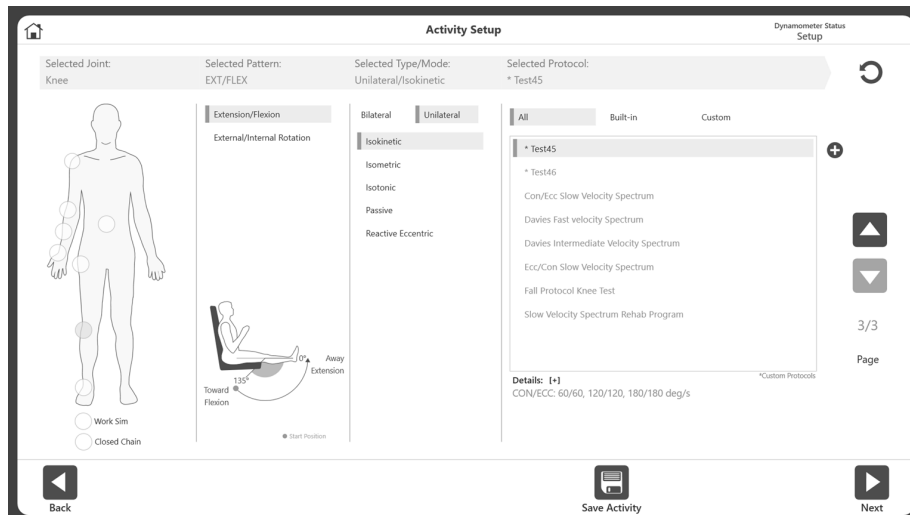 Activity Setup
Dynamometer Status
Setup
Selected Joint:
Knee
Selected Pattern:
EXT/FLEX
Selected Type/Mode:
Unilateral/Isokinetic
Selected Protocol:
* Test45
Extension/Flexion
External/Internal Rotation
Bilateral
Unilateral
Isokinetic
Isometric
Isotonic
Passive
Reactive Eccentric
All
Built-in
Custom
* Test45
* Test46
Con/Ecc Slow Velocity Spectrum
Davies Fast velocity Spectrum
Davies Intermediate Velocity Spectrum
Ecc/Con Slow Velocity Spectrum
Fall Protocol Knee Test
Slow Velocity Spectrum Rehab Program
3/3
Page
0°
Away
Extension
135°
Toward
Flexion
Start Position
Work Sim
Closed Chain
*Custom Protocols
Details: [+]
CON/ECC: 60/60, 120/120, 180/180 deg/s
Back
Save Activity
Next